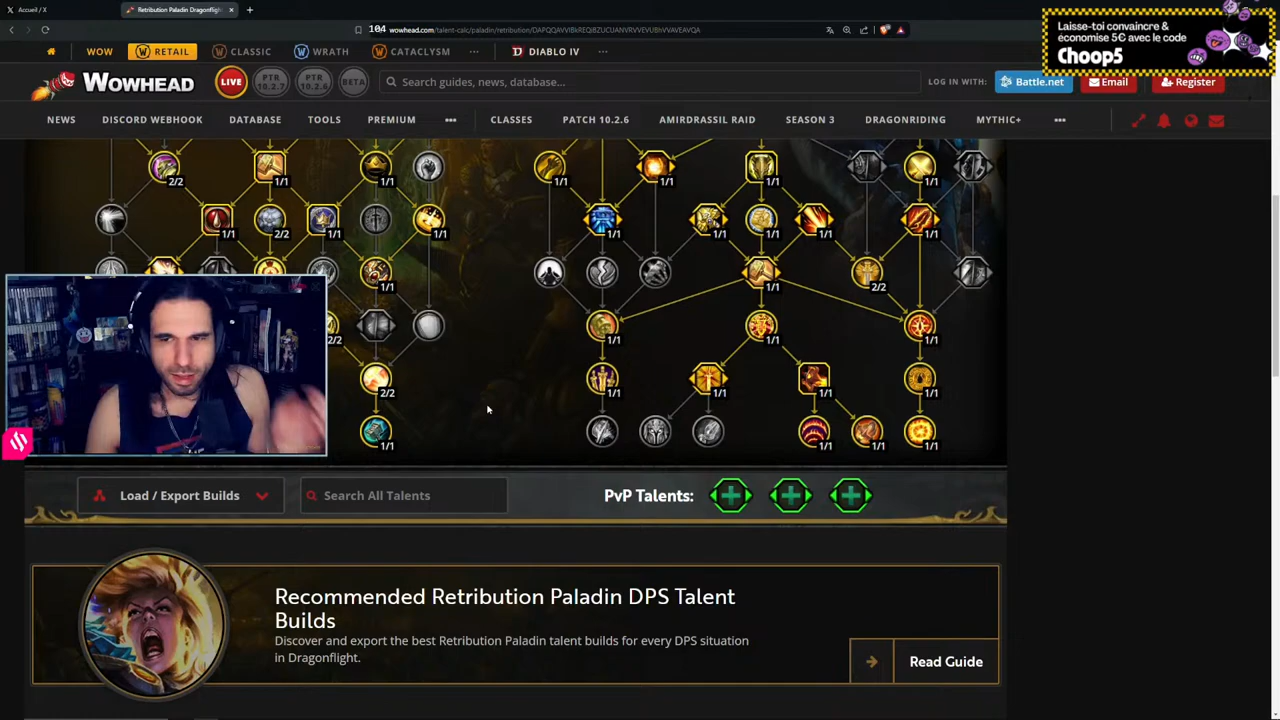 Accueil / X
Retribution Paladin Dragonflight
104 wowhead.com/talent-calc/paladin/retribution/
Laisse-toi convaincre &
économise 5€ avec le code
Choop5
WOW
RETAIL
CLASSIC
WRATH
CATACLYSM
DIABLO IV
WOWHEAD
LIVE
PTR 10.2.7
PTR 10.2.6
BETA
Search guides, news, database...
LOG IN WITH:
Battle.net
Email
Register
NEWS
DISCORD WEBHOOK
DATABASE
TOOLS
PREMIUM
CLASSES
PATCH 10.2.6
AMIRDRASSIL RAID
SEASON 3
DRAGONRIDING
MYTHIC+
2/2 1/1 1/1 1/1 1/1 1/1 1/1
1/1 2/2 1/1 1/1 1/1 1/1 1/1 1/1 1/1
1/1 1/1 2/2
2/2 1/1 1/1 1/1
2/2 1/1 1/1 1/1 1/1
1/1 1/1 1/1 1/1
Load / Export Builds
Search All Talents
PvP Talents:
Recommended Retribution Paladin DPS Talent
Builds
Discover and export the best Retribution Paladin talent builds for every DPS situation
in Dragonflight.
Read Guide